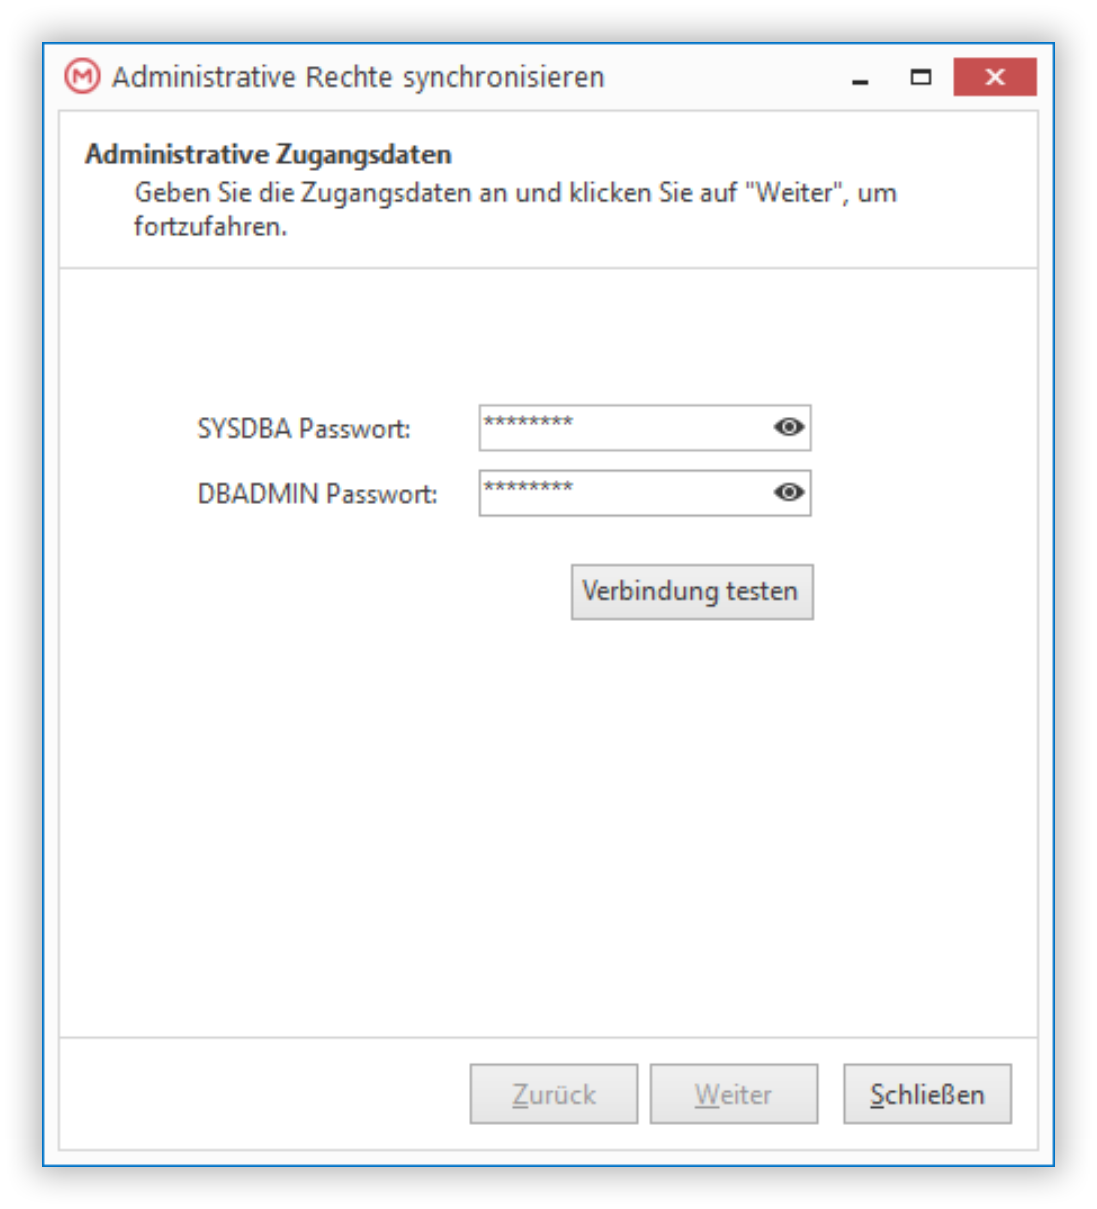 Administrative Rechte synchronisieren
Administrative Zugangsdaten
Geben Sie die Zugangsdaten an und klicken Sie auf "Weiter", um
fortzufahren.
SYSDBA Passwort: ********
DBADMIN Passwort: ********
Verbindung testen
Zurück Weiter Schließen